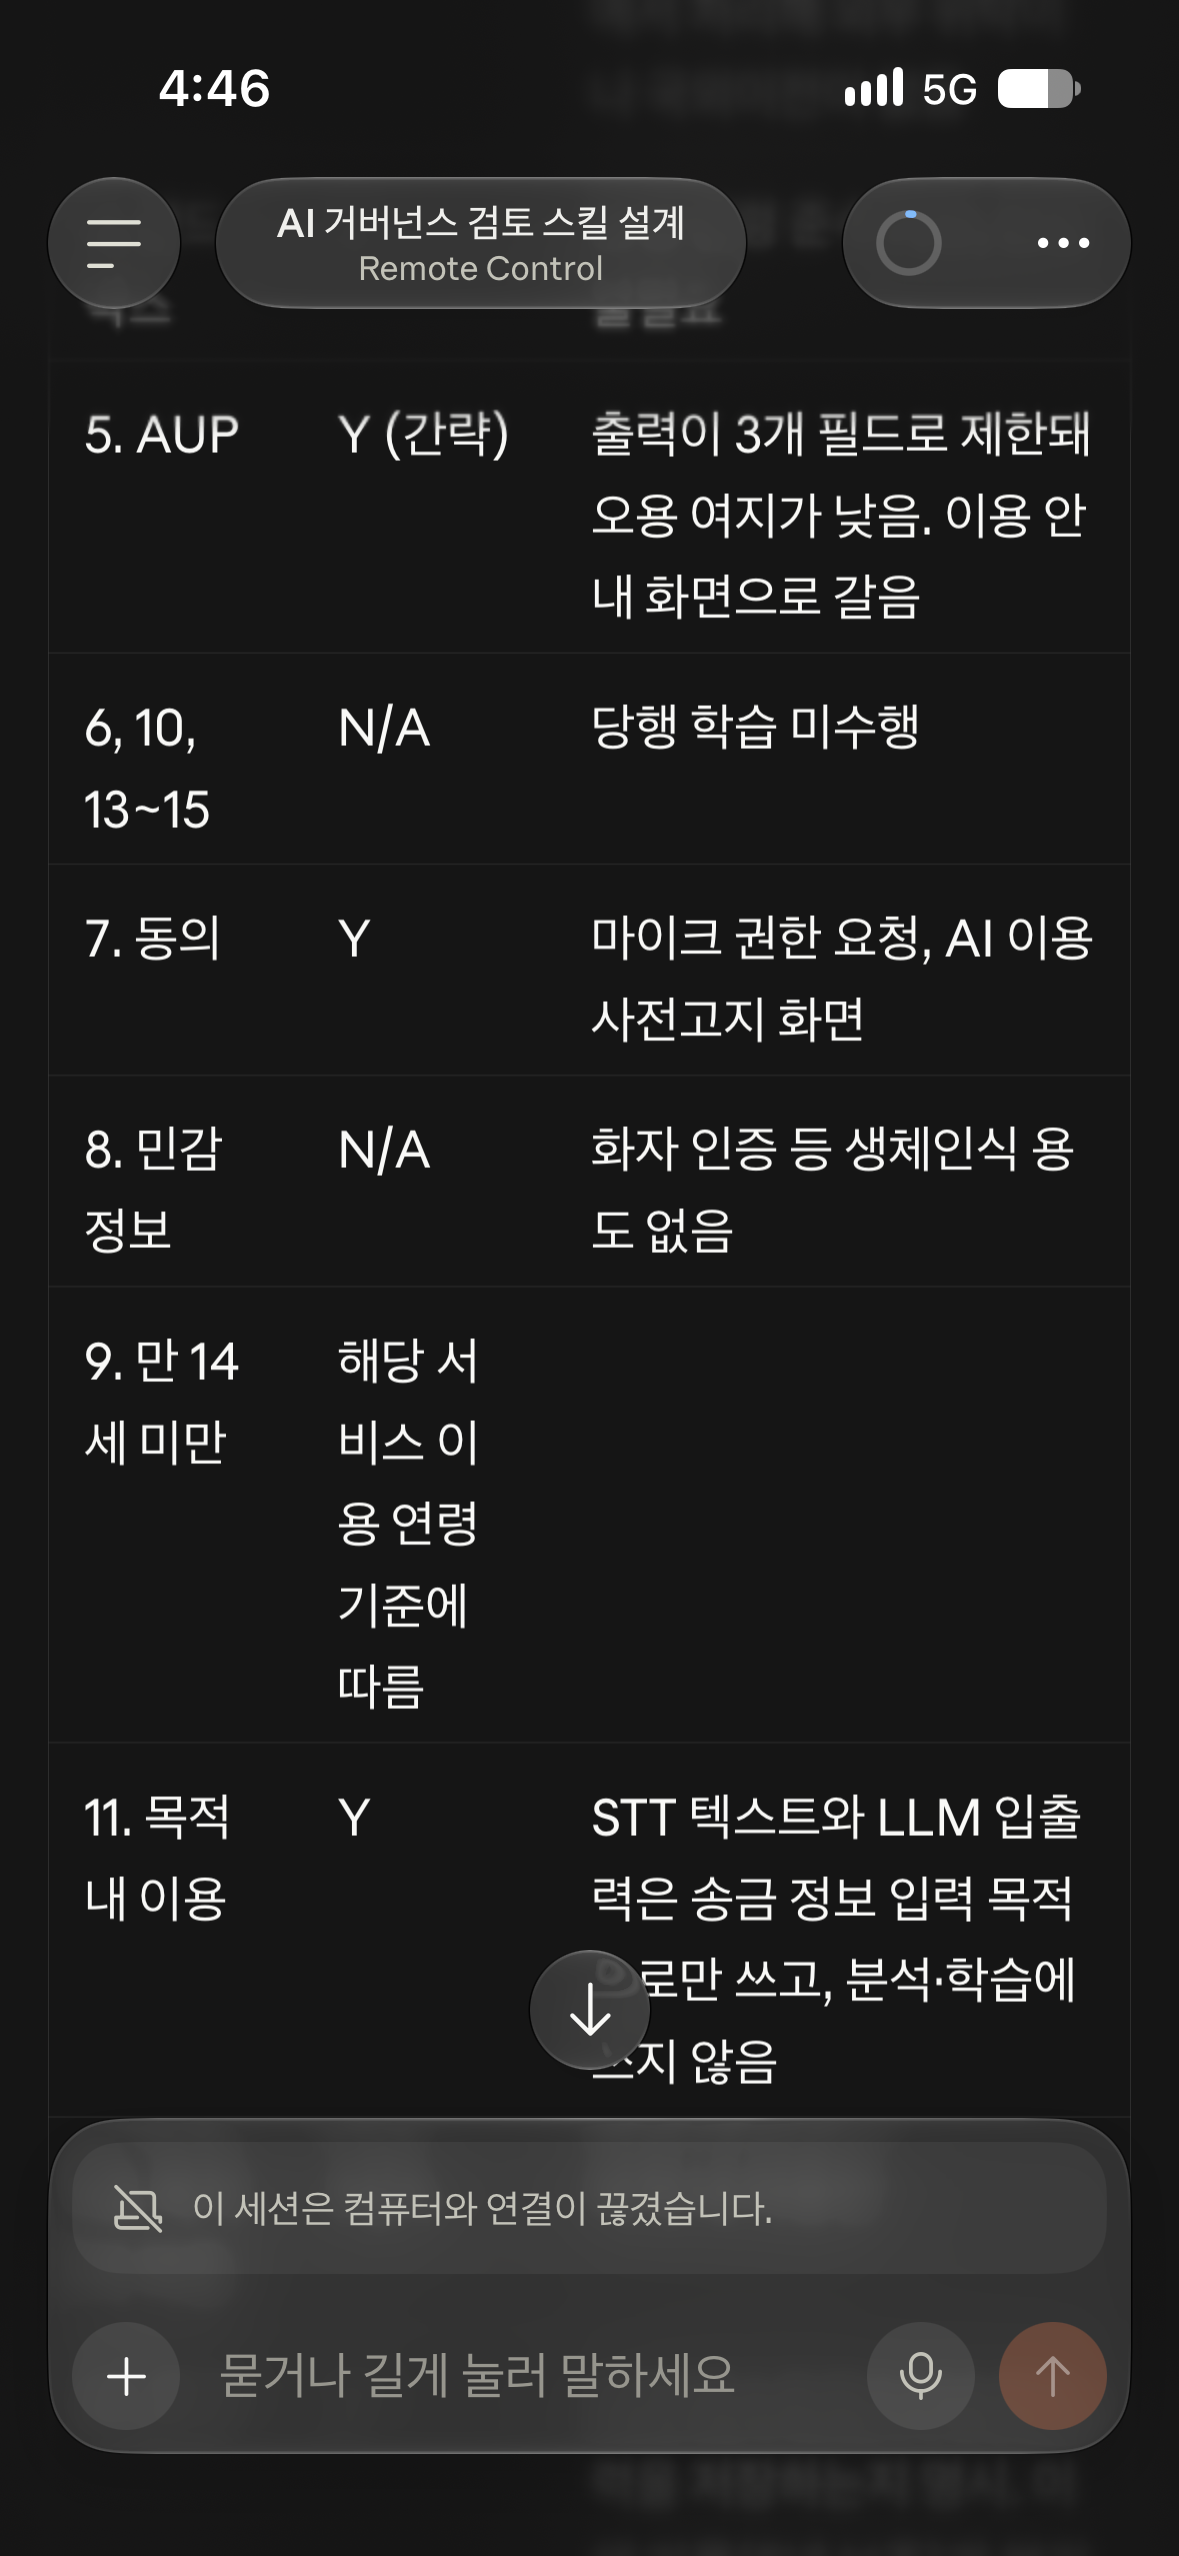 4:46
5G
AI 거버넌스 검토 스킬 설계
Remote Control
5. AUP
Y (간략)
출력이 3개 필드로 제한돼
오용 여지가 낮음. 이용 안
내 화면으로 갈음
6, 10,
13~15
N/A
당행 학습 미수행
7. 동의
Y
마이크 권한 요청, AI 이용
사전고지 화면
8. 민감
정보
N/A
화자 인증 등 생체인식 용
도 없음
9. 만 14
세 미만
해당 서
비스 이
용 연령
기준에
따름
11. 목적
내 이용
Y
STT 텍스트와 LLM 입출
력은 송금 정보 입력 목적
으로만 쓰고, 분석·학습에
쓰지 않음
이 세션은 컴퓨터와 연결이 끊겼습니다.
묻거나 길게 눌러 말하세요